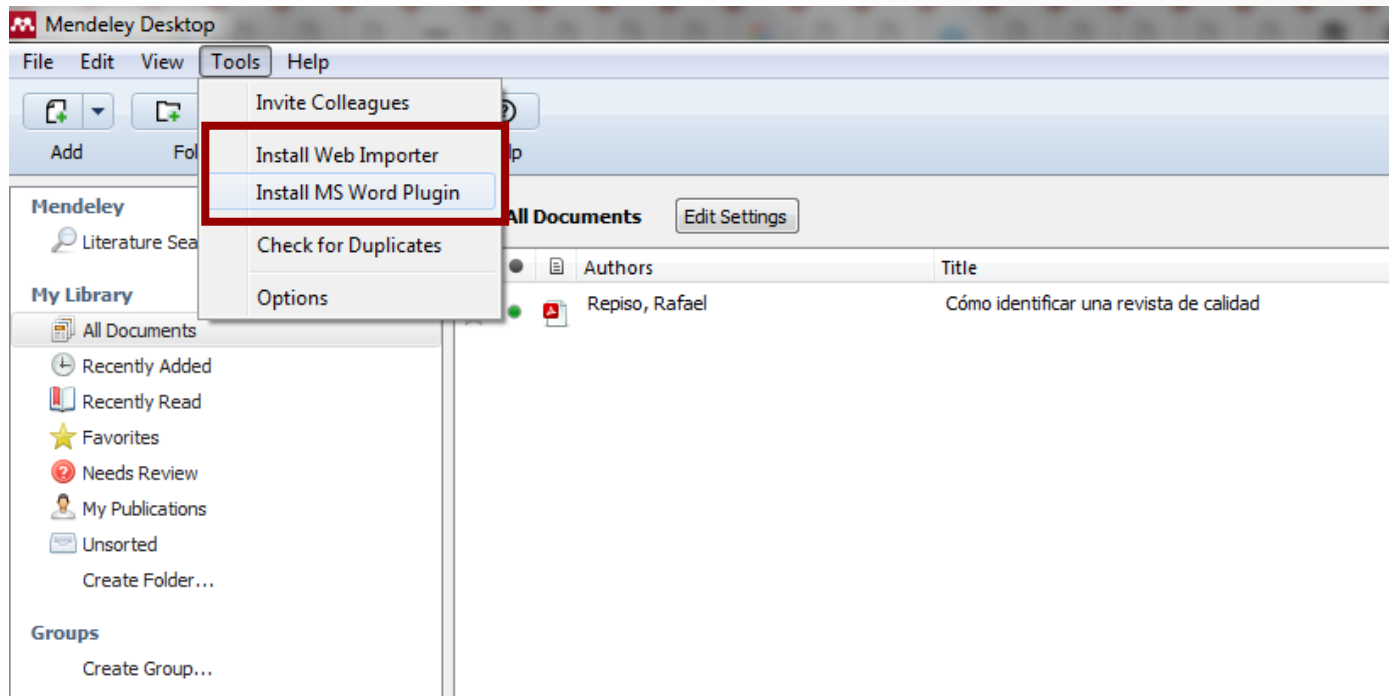 Mendeley Desktop
File Edit View Tools Help
Invite Colleagues
Install Web Importer
Install MS Word Plugin
Check for Duplicates
Options
Add
Mendeley
My Library
All Documents
Recently Added
Recently Read
Favorites
Needs Review
My Publications
Unsorted
Create Folder...
Groups
Create Group...
All Documents Edit Settings
Authors Title
Repiso, Rafael Cómo identificar una revista de calidad